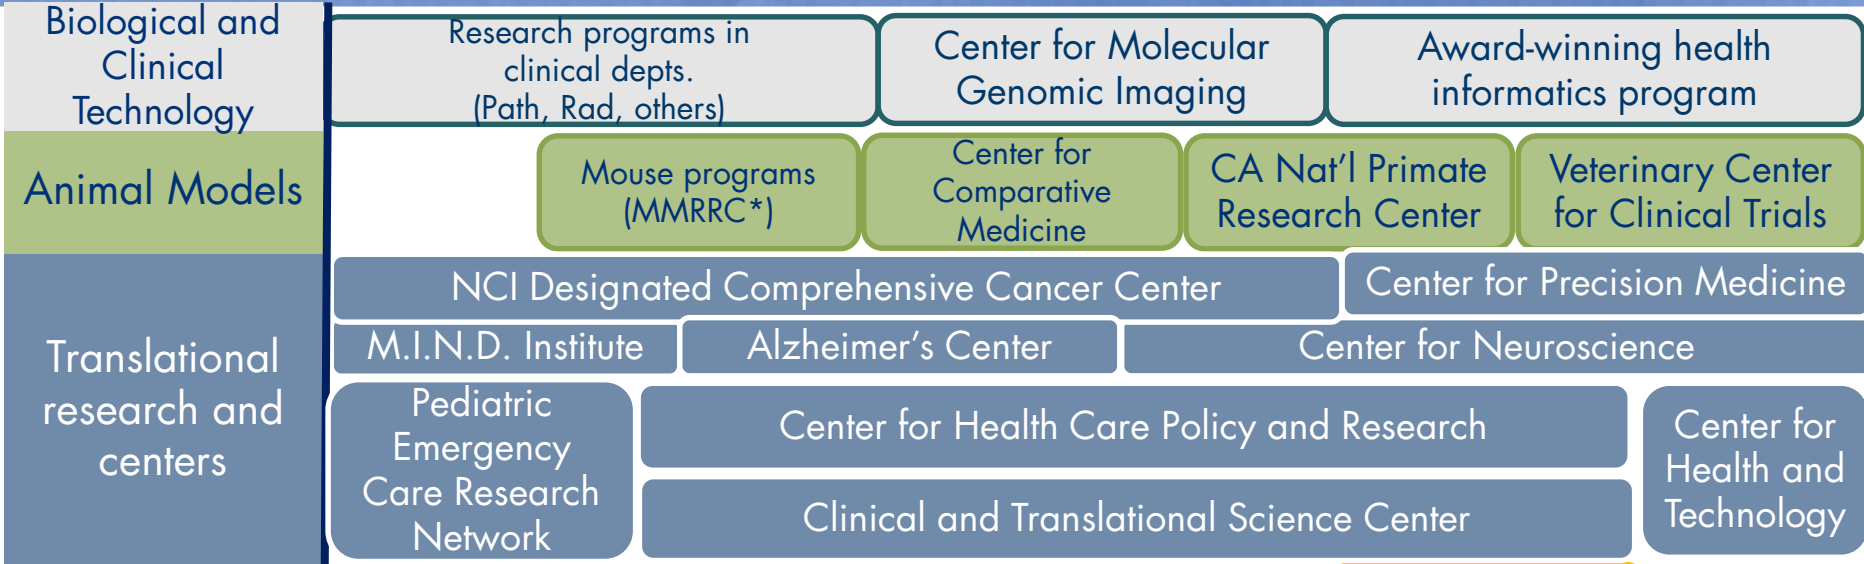 Biological and
Clinical
Technology
Research programs in
clinical depts.
(Path, Rad, others)
Center for Molecular
Genomic Imaging
Award-winning health
informatics program
Animal Models
Mouse programs
(MMRRC*)
Center for
Comparative
Medicine
CA Nat'l Primate
Research Center
Veterinary Center
for Clinical Trials
Translational
research and
centers
NCI Designated Comprehensive Cancer Center
Center for Precision Medicine
M.I.N.D. Institute
Alzheimer's Center
Center for Neuroscience
Pediatric
Emergency
Care Research
Network
Center for Health Care Policy and Research
Clinical and Translational Science Center
Center for
Health and
Technology